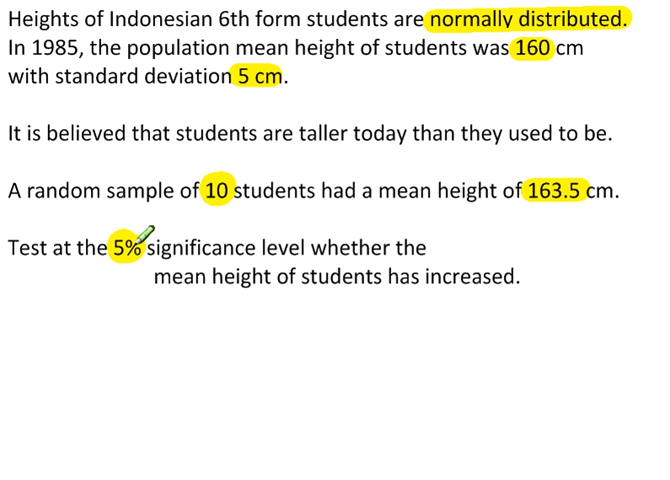 Heights of Indonesian 6th form students are normally distributed.
In 1985, the population mean height of students was 160 cm
with standard deviation 5 cm.
It is believed that students are taller today than they used to be.
A random sample of 10 students had a mean height of 163.5 cm.
Test at the 5% significance level whether the
mean height of students has increased.